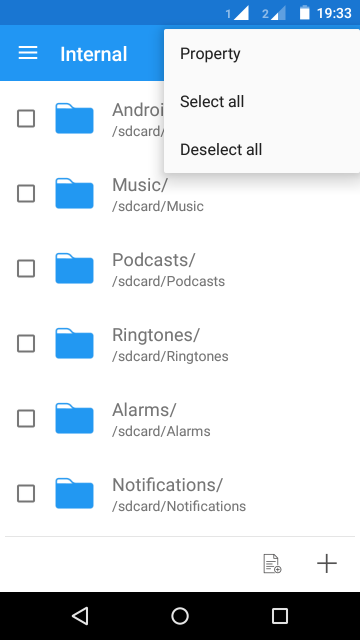 1 2 19:33
Internal
Property
Select all
Deselect all
Androi
/sdcard/
Music/
/sdcard/Music
Podcasts/
/sdcard/Podcasts
Ringtones/
/sdcard/Ringtones
Alarms/
/sdcard/Alarms
Notifications/
/sdcard/Notifications